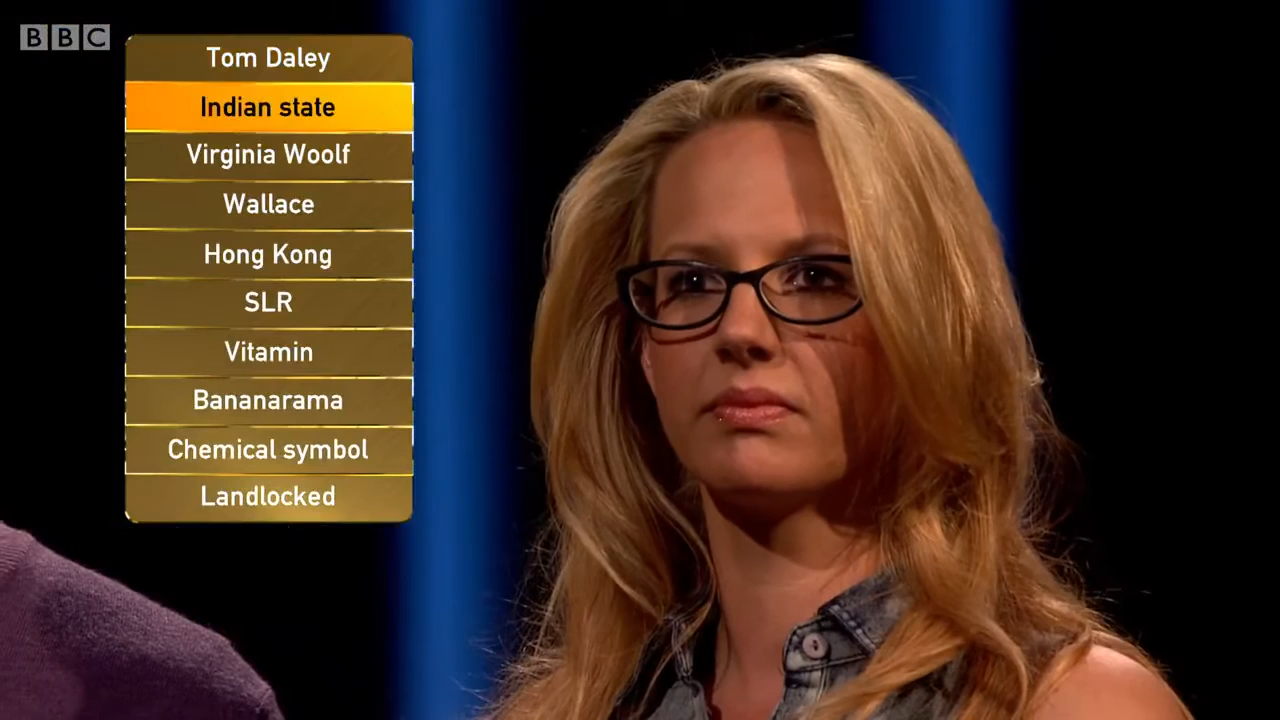 BBC
Tom Daley
Indian state
Virginia Woolf
Wallace
Hong Kong
SLR
Vitamin
Bananarama
Chemical symbol
Landlocked